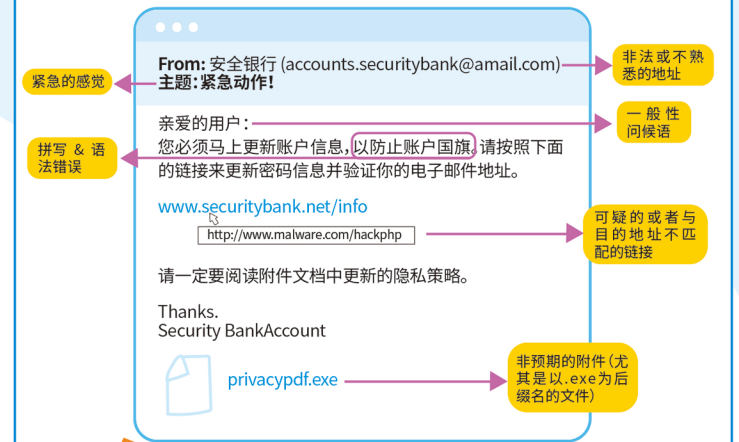 From: 安全银行 (accounts.securitybank@amail.com)
主题：紧急动作！
非法或不熟
悉的地址
紧急的感觉
亲爱的用户：
一般性
问候语
您必须马上更新账户信息，以防止账户国旗。请按照下面
的链接来更新密码信息并验证你的电子邮件地址。
拼写 & 语
法错误
www.securitybank.net/info
http://www.malware.com/hackphp
可疑的或者与
目的地址不匹
配的链接
请一定要阅读附件文档中更新的隐私策略。
Thanks.
Security BankAccount
privacypdf.exe
非预期的附件（尤
其是以.exe为后
缀名的文件）